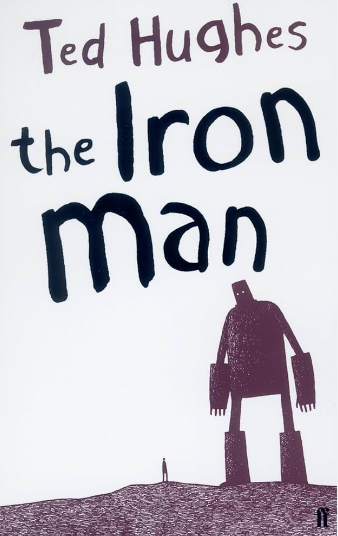 Ted Hughes
the Iron
man
ff